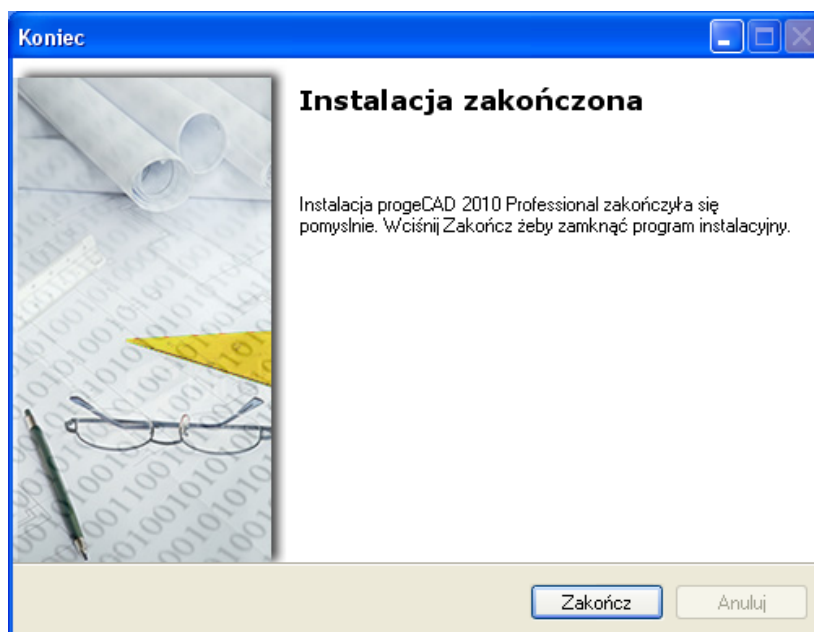 Koniec
Instalacja zakończona
Instalacja progeCAD 2010 Professional zakończyła się
pomyslnie. Wciśnij Zakończ żeby zamknąć program instalacyjny.
Zakończ
Anuluj